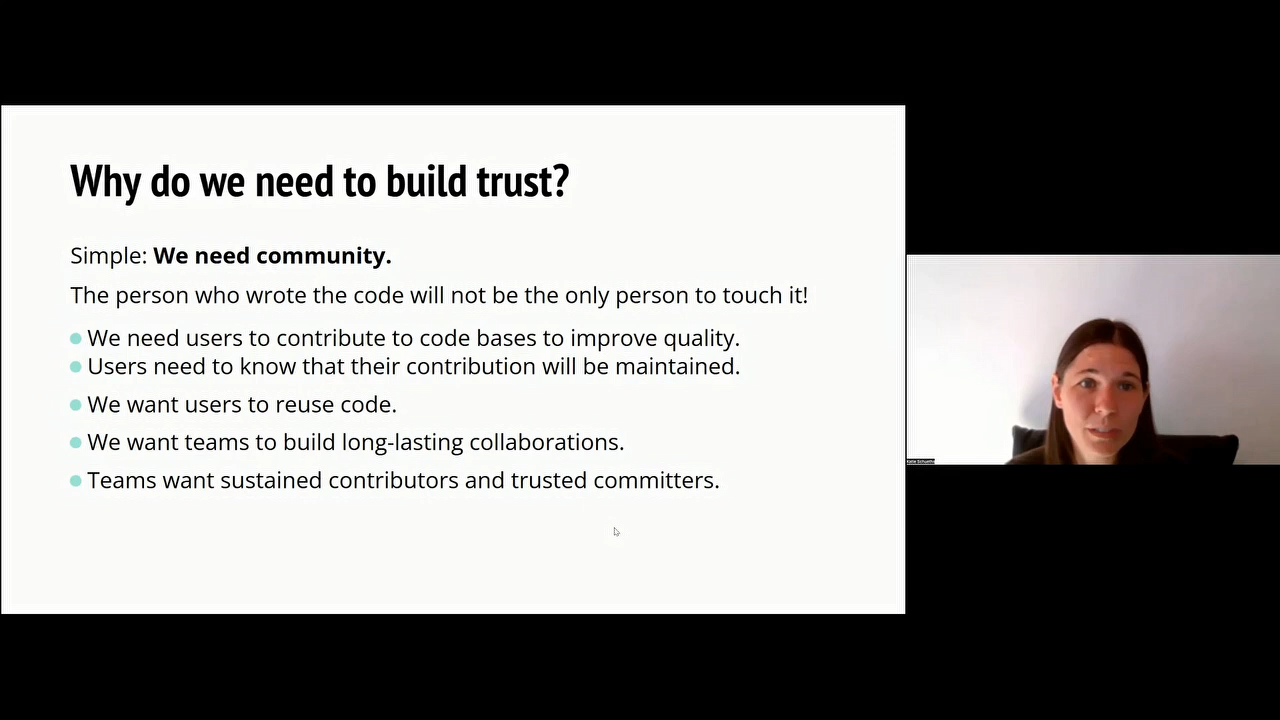 Why do we need to build trust?
Simple: We need community.
The person who wrote the code will not be the only person to touch it!
We need users to contribute to code bases to improve quality.
Users need to know that their contribution will be maintained.
We want users to reuse code.
We want teams to build long-lasting collaborations.
Teams want sustained contributors and trusted committers.